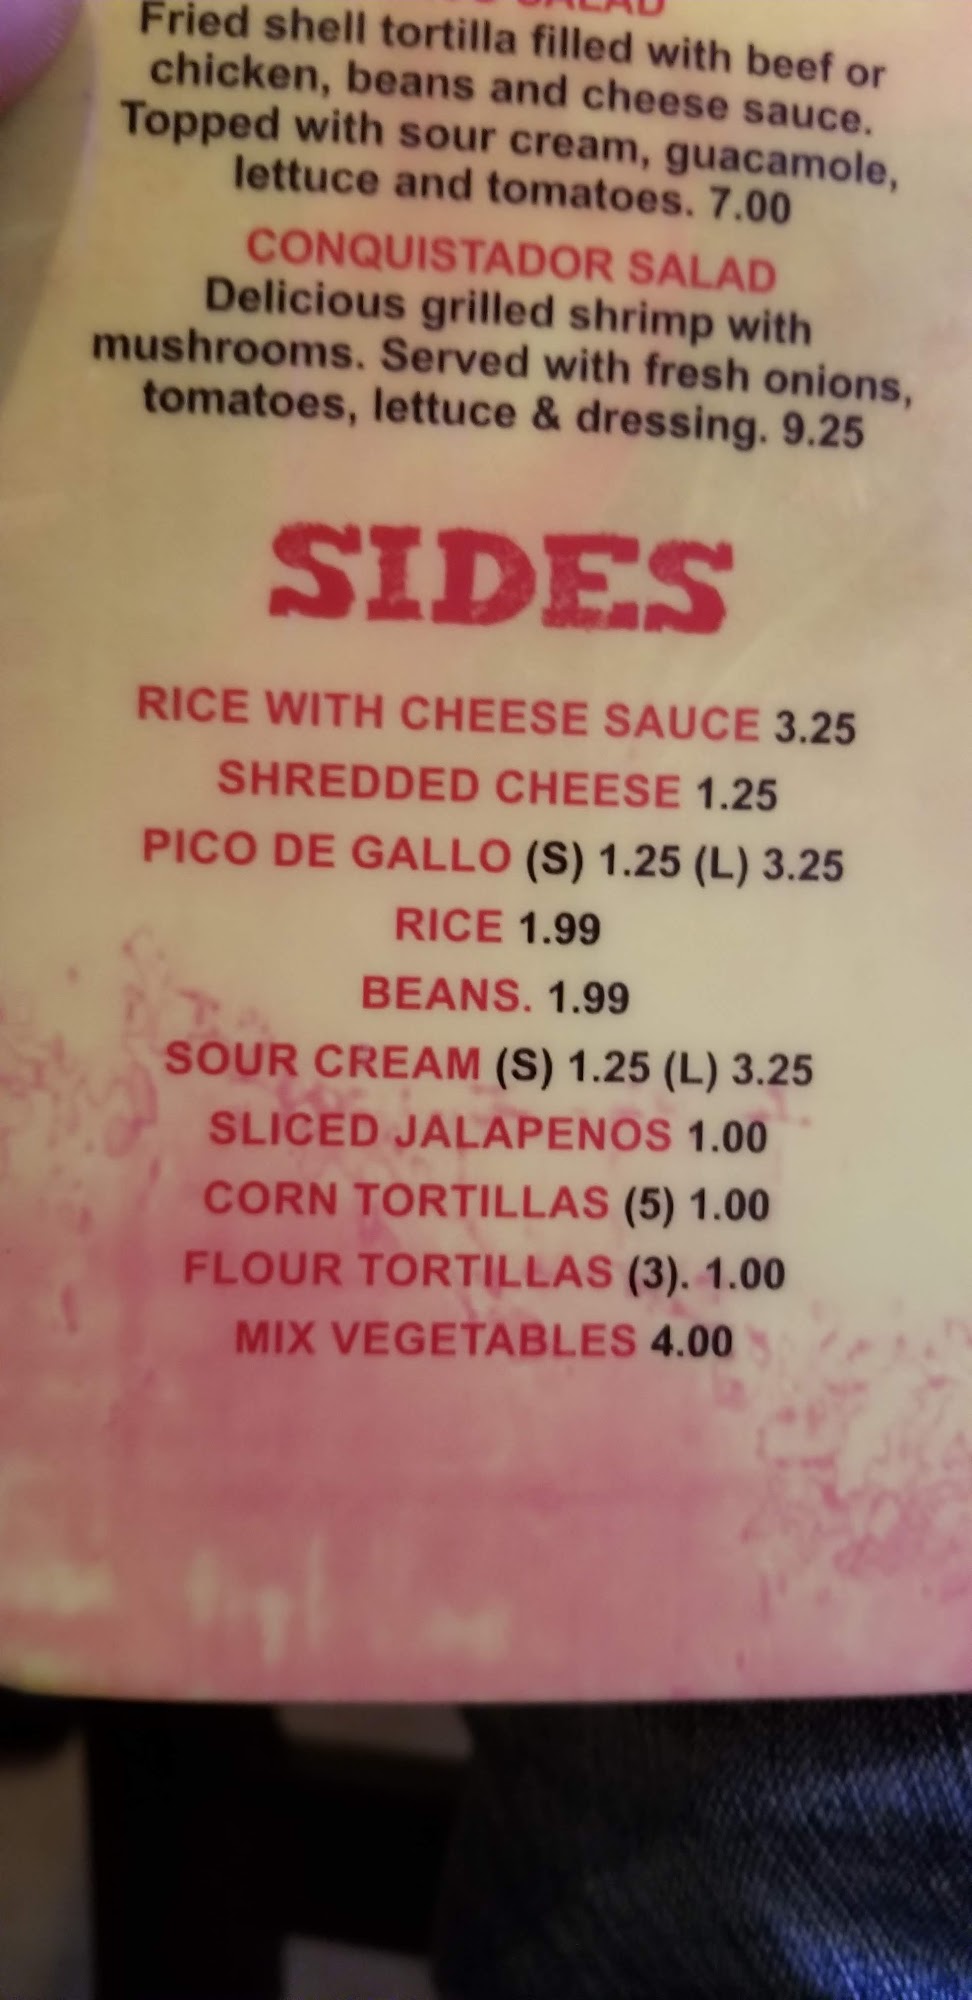 SALAD
Fried shell tortilla filled with beef or
chicken, beans and cheese sauce.
Topped with sour cream, guacamole,
lettuce and tomatoes. 7.00
CONQUISTADOR SALAD
Delicious grilled shrimp with
mushrooms. Served with fresh onions,
tomatoes, lettuce & dressing. 9.25
SIDES
RICE WITH CHEESE SAUCE 3.25
SHREDDED CHEESE 1.25
PICO DE GALLO (S) 1.25 (L) 3.25
RICE 1.99
BEANS. 1.99
SOUR CREAM (S) 1.25 (L) 3.25
SLICED JALAPENOS 1.00
CORN TORTILLAS (5) 1.00
FLOUR TORTILLAS (3). 1.00
MIX VEGETABLES 4.00